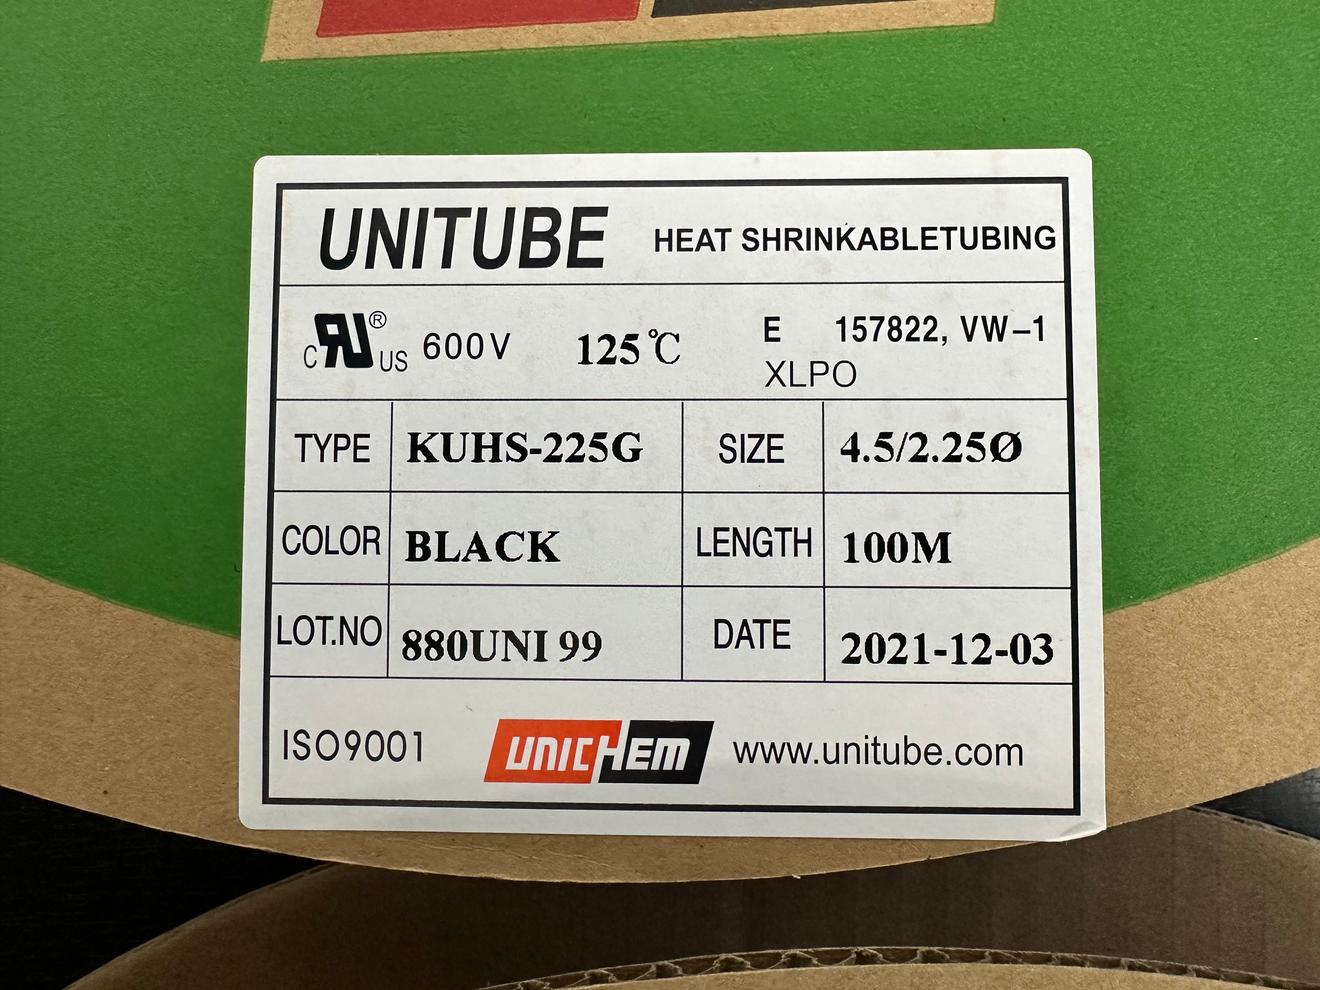 UNITUBE HEAT SHRINKABLETUBING
cRUus® 600V 125℃ E 157822, VW-1
XLPO
TYPE KUHS-225G SIZE 4.5/2.25Ø
COLOR BLACK LENGTH 100M
LOT.NO 880UNI 99 DATE 2021-12-03
ISO9001 UNICHEM www.unitube.com